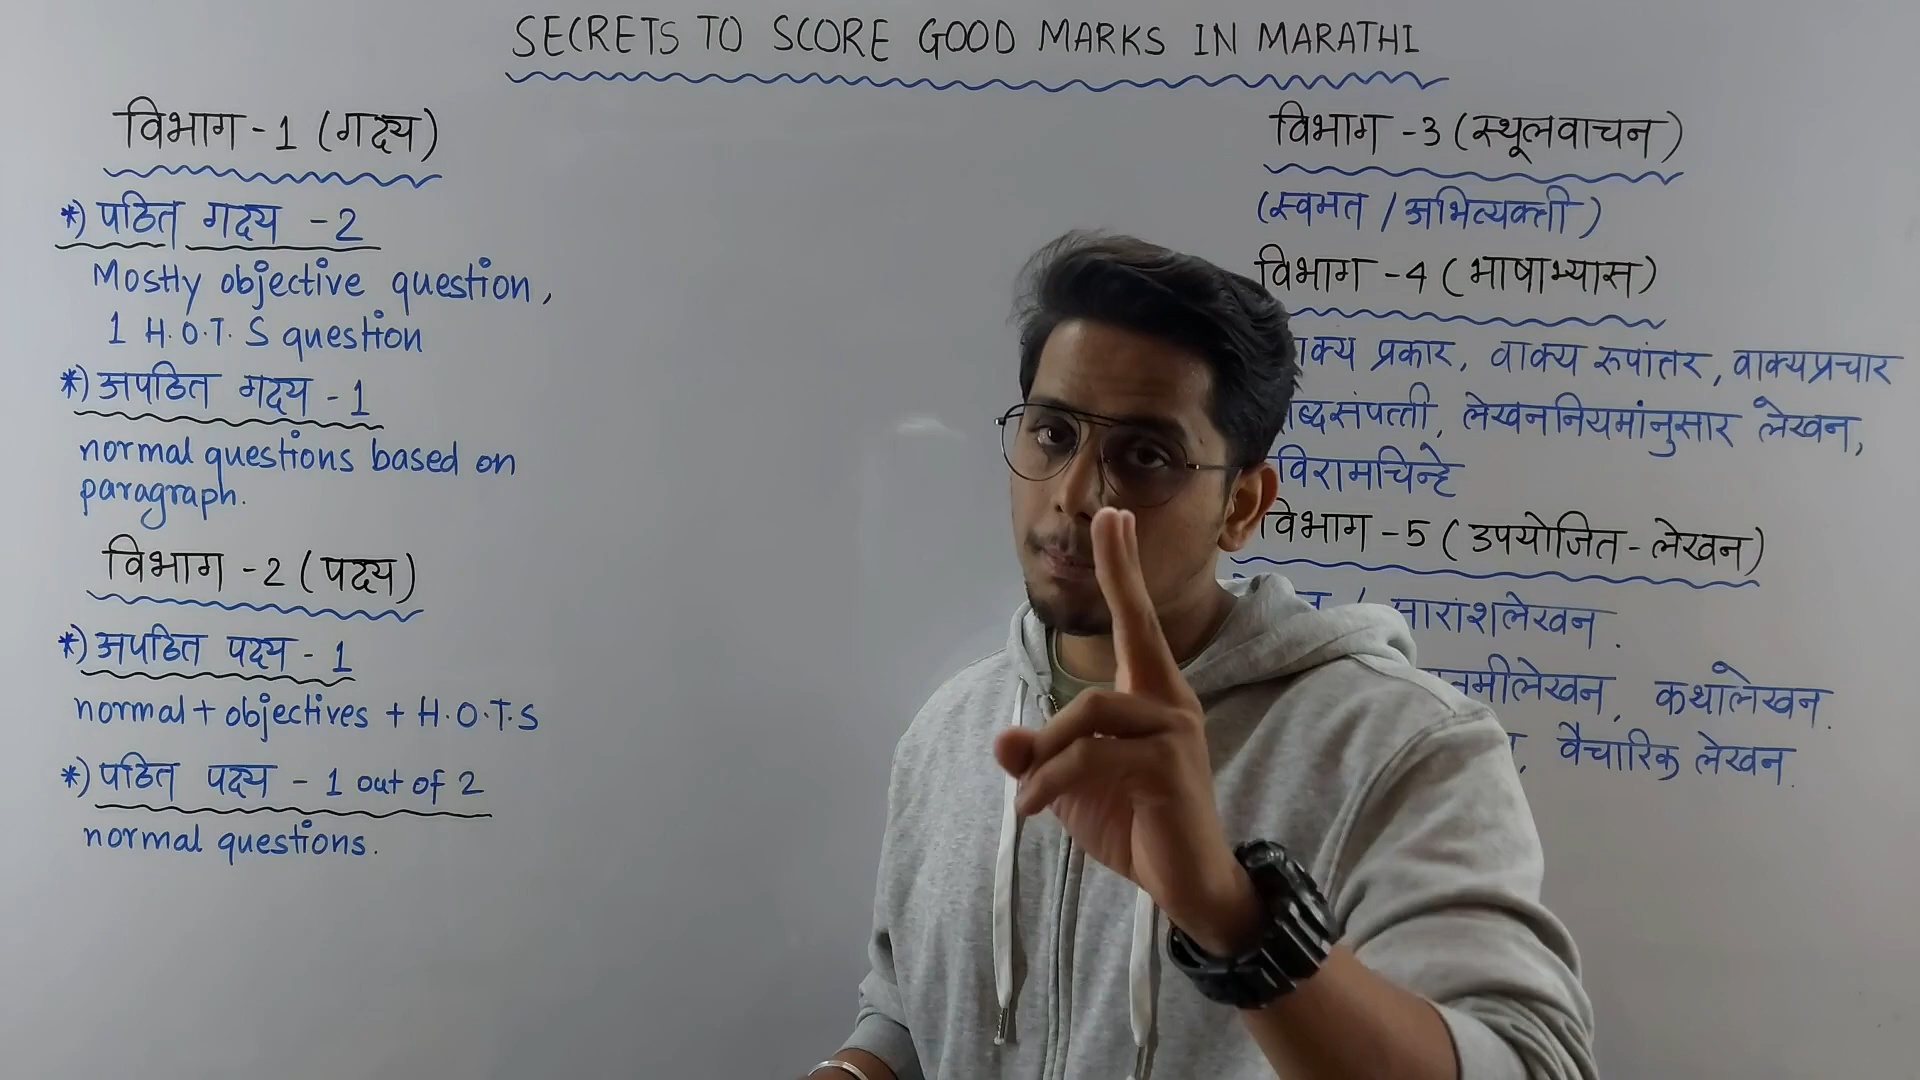 SECRETS TO SCORE GOOD MARKS IN MARATHI
विभाग - 1 (गद्य)
*) पठित गद्य - 2
Mostly objective question,
1 H.O.T.S question
*) अपठित गद्य - 1
normal questions based on
paragraph.
विभाग - 2 (पद्य)
*) अपठित पद्य - 1
normal + objectives + H.O.T.S
*) पठित पद्य - 1 out of 2
normal questions.
विभाग - 3 (स्थूलवाचन)
(स्वमत / अभिव्यक्ती)
विभाग - 4 (भाषाभ्यास)
प्रकार, वाक्य रूपांतर, वाक्यप्रचार
लेखननियमांनुसार लेखन,
विरामचिन्हे
विभाग - 5 (उपयोजित - लेखन)
सारांशलेखन.
कथालेखन.
, वैचारिक लेखन.